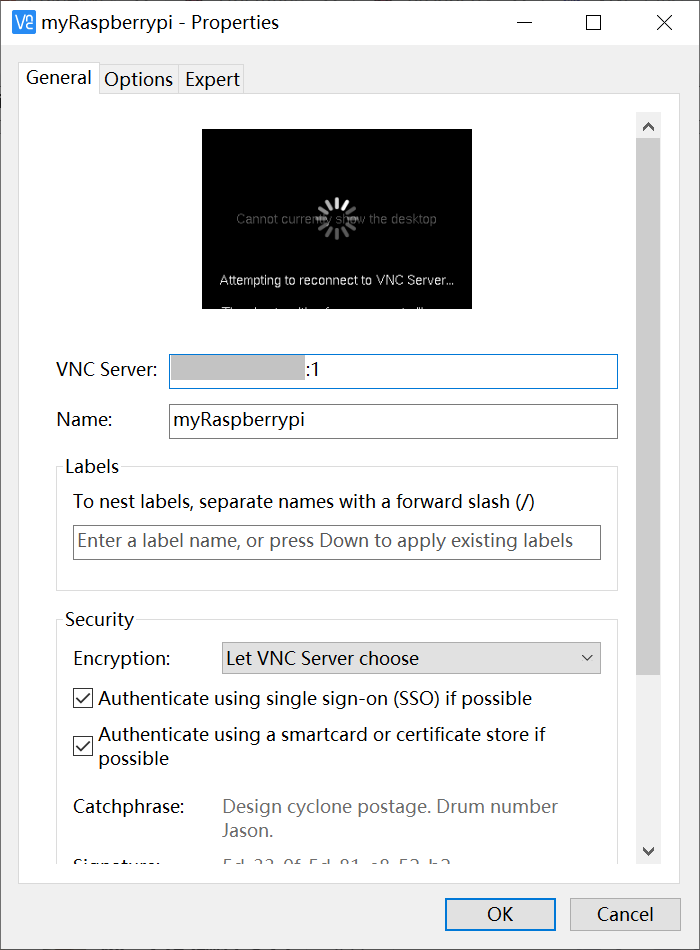 myRaspberrypi - Properties
General Options Expert
Cannot currently show the desktop
Attempting to reconnect to VNC Server...
VNC Server: :1
Name: myRaspberrypi
Labels
To nest labels, separate names with a forward slash (/)
Enter a label name, or press Down to apply existing labels
Security
Encryption: Let VNC Server choose
Authenticate using single sign-on (SSO) if possible
Authenticate using a smartcard or certificate store if
possible
Catchphrase: Design cyclone postage. Drum number
Jason.
OK Cancel